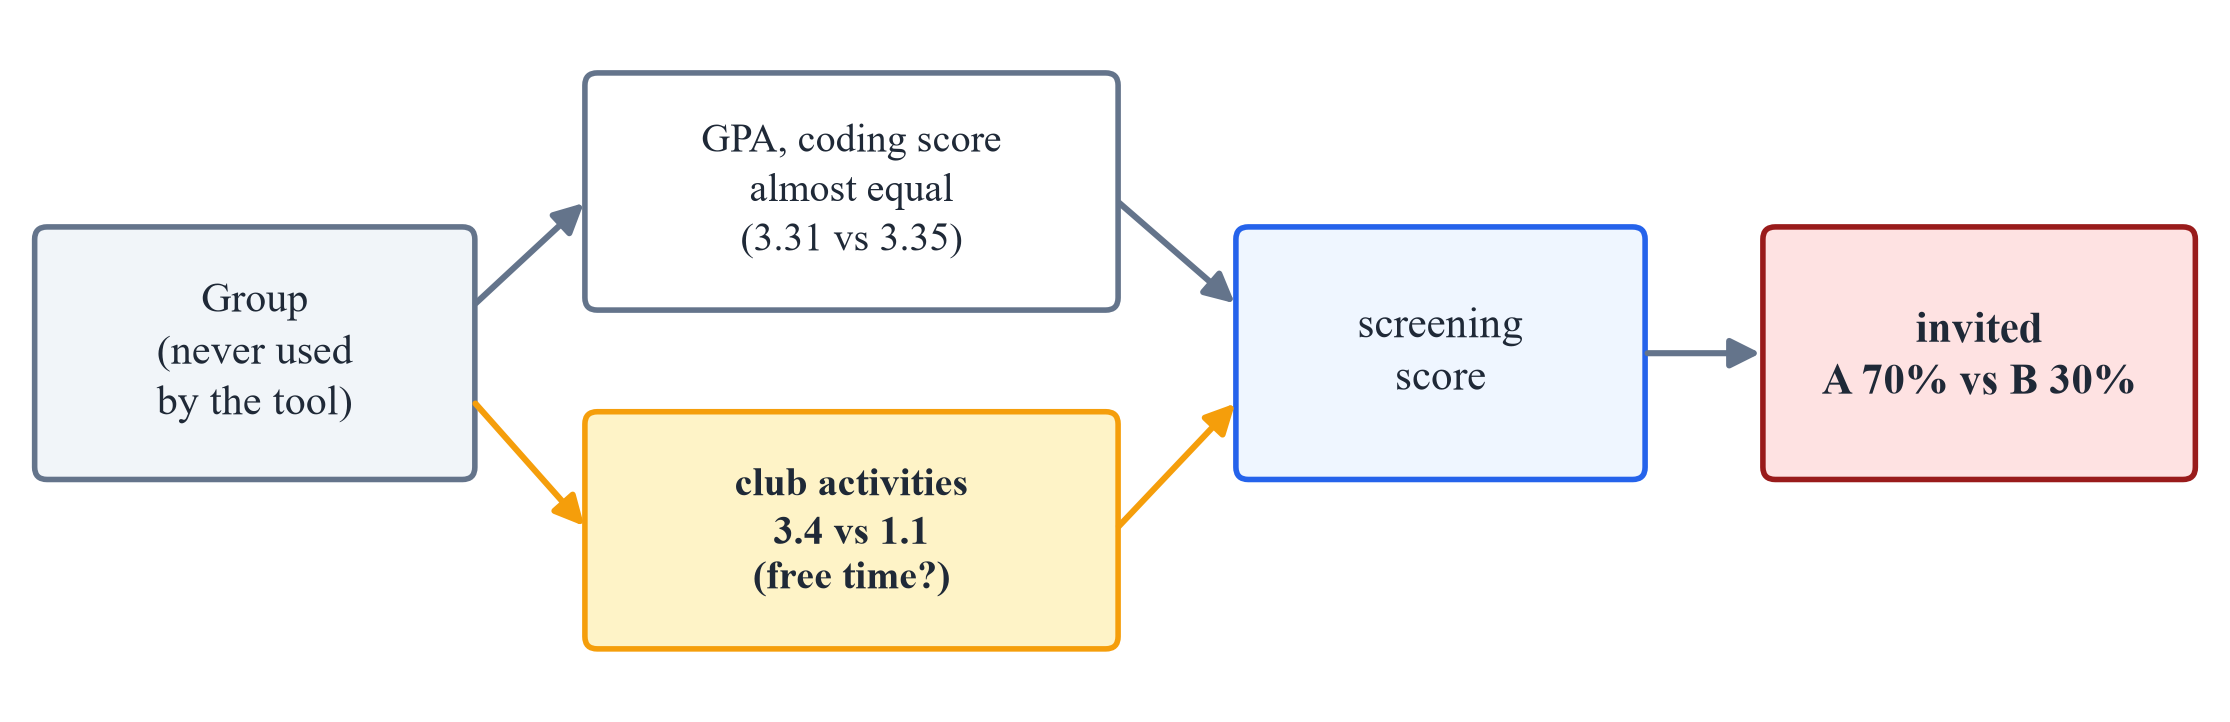 Group
(never used
by the tool)
GPA, coding score
almost equal
(3.31 vs 3.35)
club activities
3.4 vs 1.1
(free time?)
screening
score
invited
A 70% vs B 30%